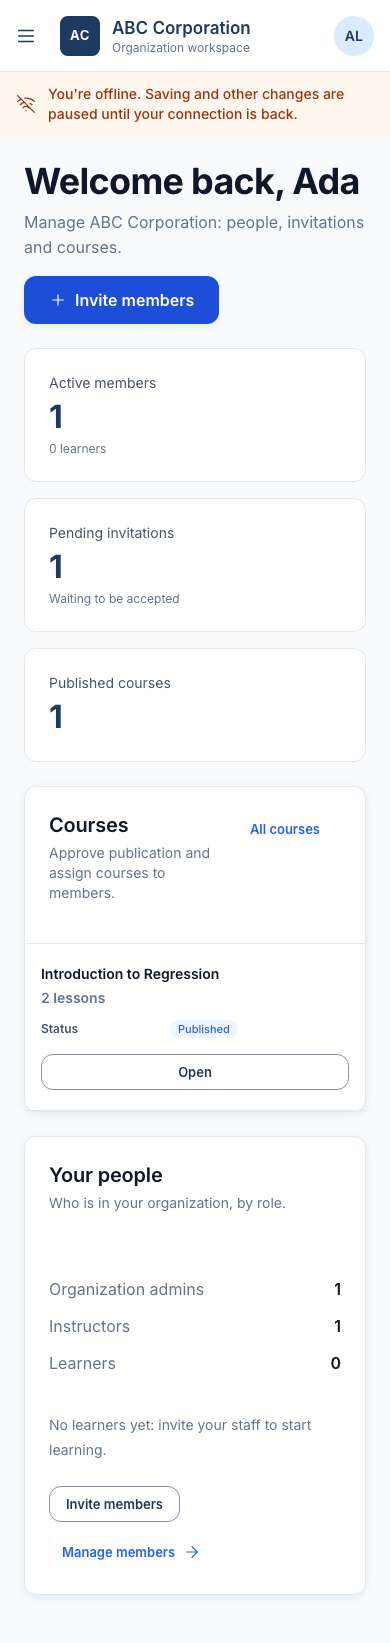 AC
ABC Corporation
Organization workspace
AL
You're offline. Saving and other changes are
paused until your connection is back.
Welcome back, Ada
Manage ABC Corporation: people, invitations
and courses.
Invite members
Active members
1
0 learners
Pending invitations
1
Waiting to be accepted
Published courses
1
Courses
All courses
Approve publication and
assign courses to
members.
Introduction to Regression
2 lessons
Status Published
Open
Your people
Who is in your organization, by role.
Organization admins 1
Instructors 1
Learners 0
No learners yet: invite your staff to start
learning.
Invite members
Manage members